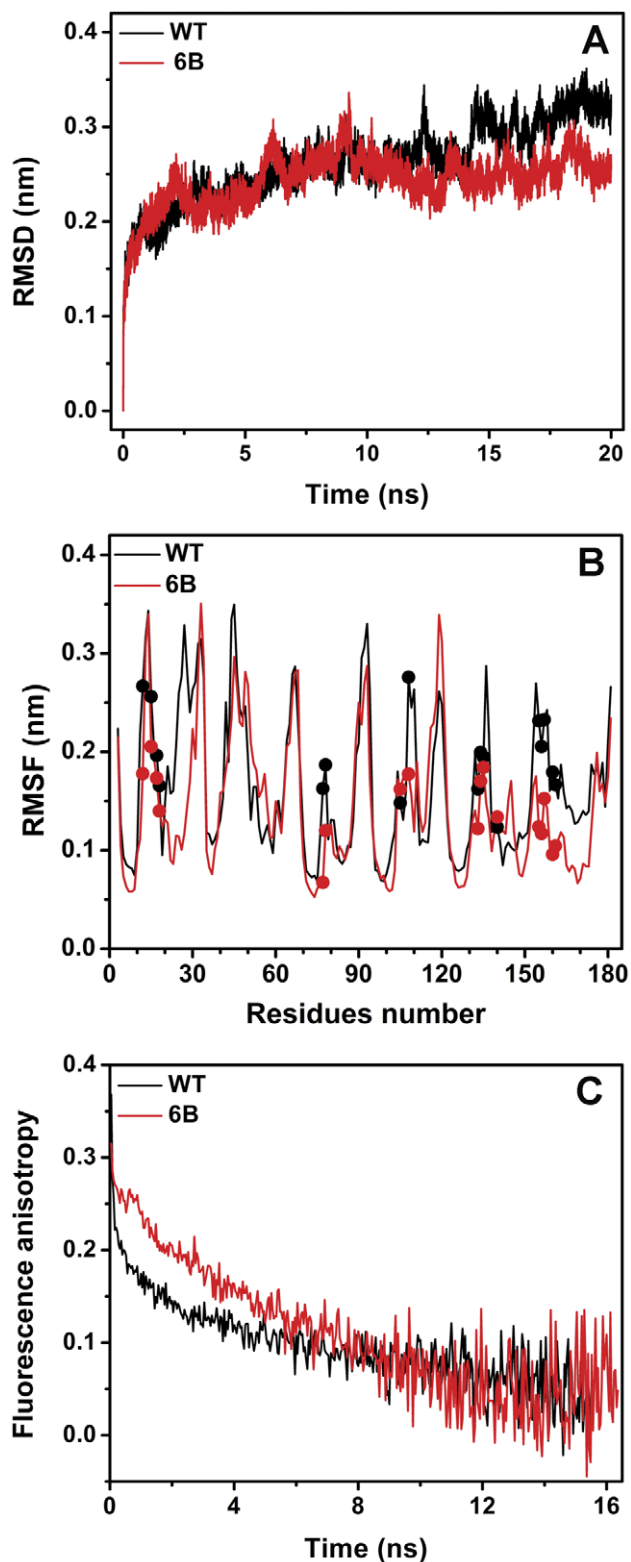 A
WT
6B
0.4
0.3
0.2
0.1
0.0
RMSD (nm)
0 5 10 15 20
Time (ns)
B
WT
6B
0.4
0.3
0.2
0.1
0.0
RMSF (nm)
0 30 60 90 120 150 180
Residues number
C
WT
6B
0.4
0.3
0.2
0.1
0.0
Fluorescence anisotropy
0 4 8 12 16
Time (ns)